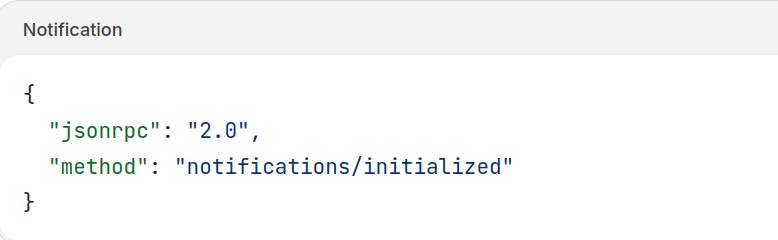 Notification
{
  "jsonrpc": "2.0",
  "method": "notifications/initialized"
}